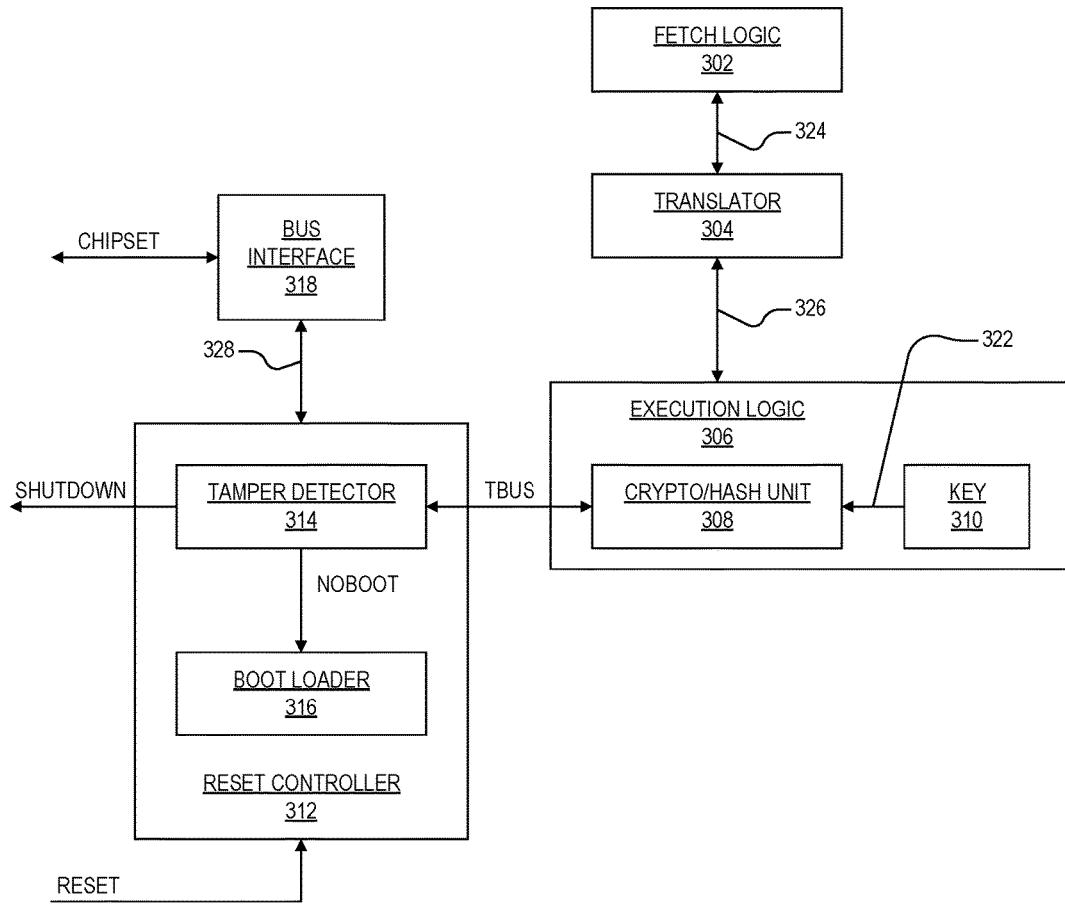 FETCH LOGIC
302
324
TRANSLATOR
304
BUS
INTERFACE
318
CHIPSET
326
328
322
EXECUTION LOGIC
306
SHUTDOWN
TAMPER DETECTOR
314
TBUS
CRYPTO/HASH UNIT
308
KEY
310
NOBOOT
BOOT LOADER
316
RESET CONTROLLER
312
RESET